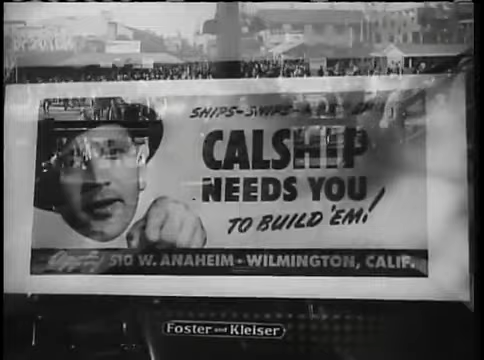 SHIPS-SHIPS-
CALSHIP
NEEDS YOU
TO BUILD 'EM!
510 W. ANAHEIM • WILMINGTON, CALIF.
Foster and Kleiser